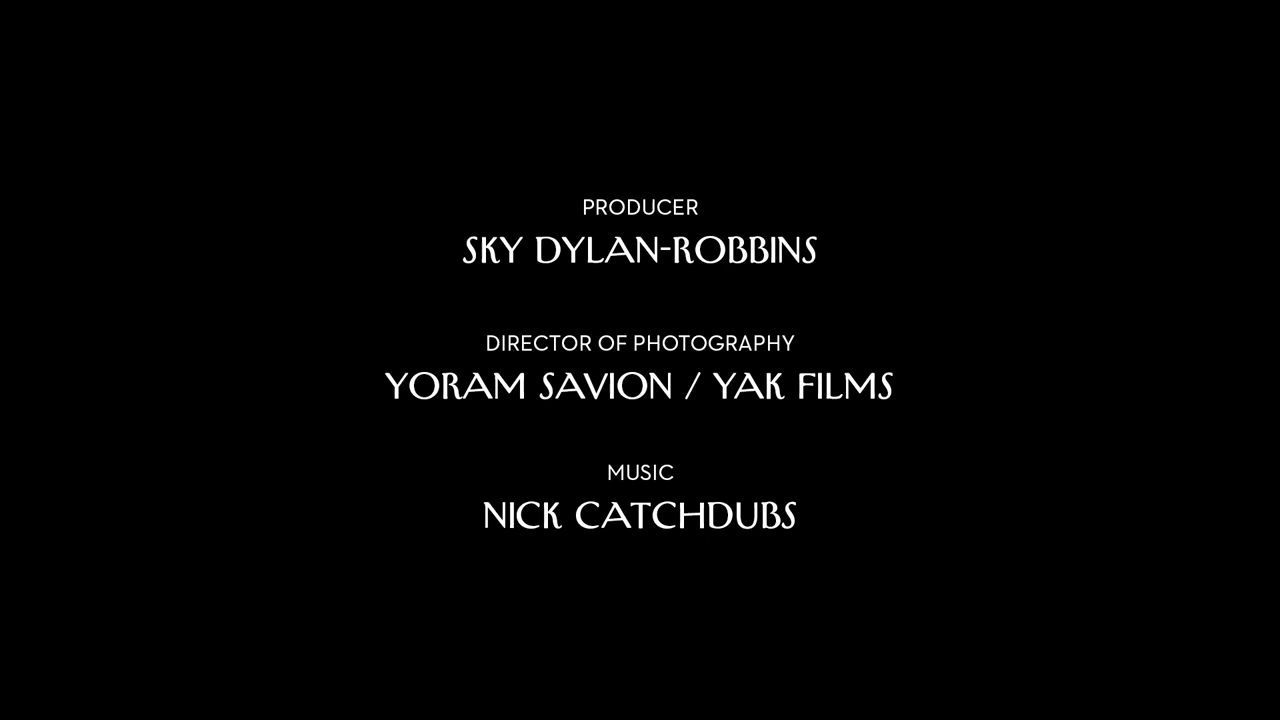 PRODUCER
SKY DYLAN-ROBBINS
DIRECTOR OF PHOTOGRAPHY
YORAM SAVION / YAK FILMS
MUSIC
NICK CATCHDUBS